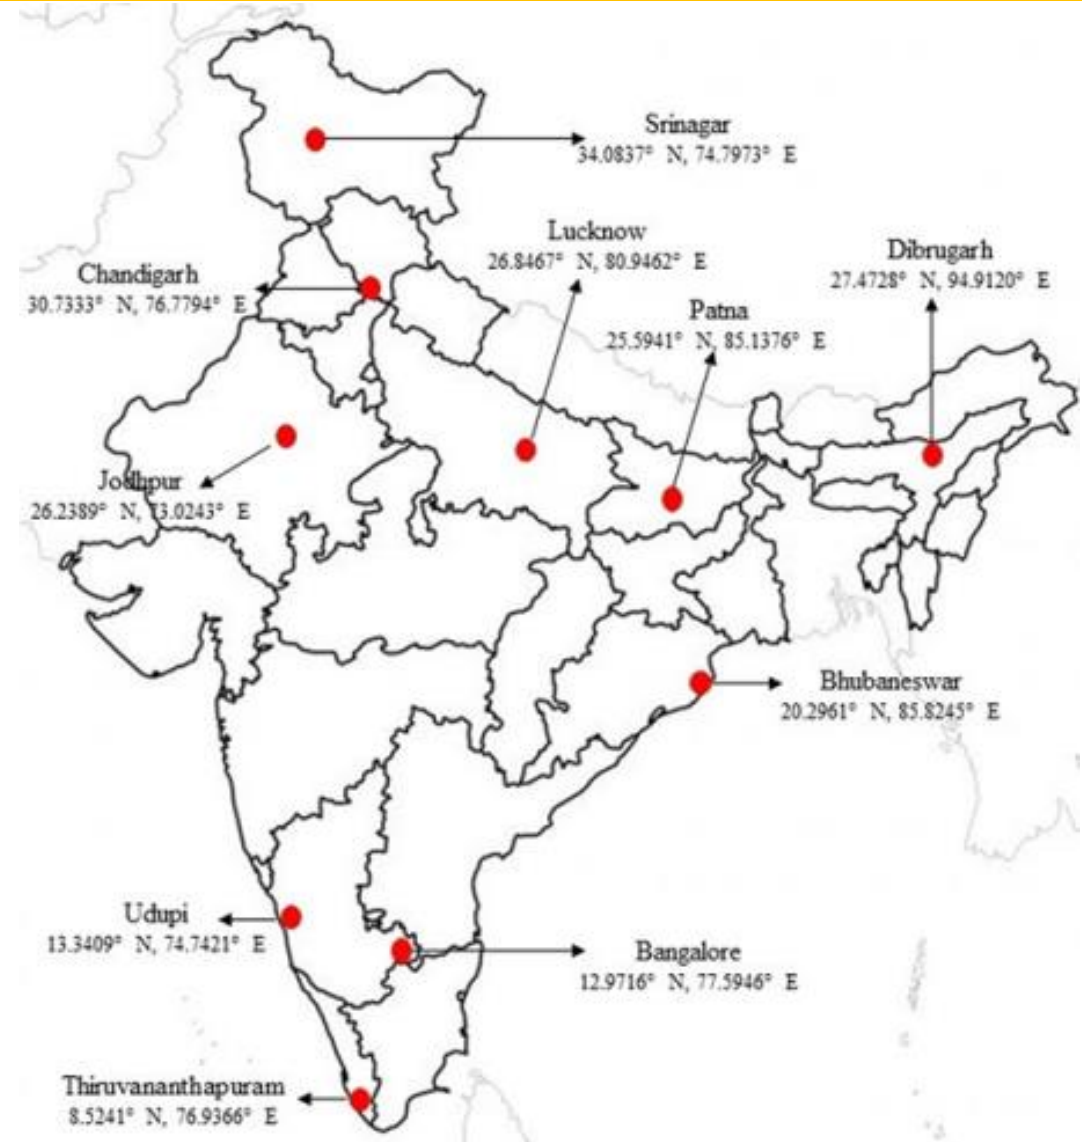 Srinagar
34.0837° N, 74.7973° E
Lucknow
26.8467° N, 80.9462° E
Dibrugarh
27.4728° N, 94.9120° E
Chandigarh
30.7333° N, 76.7794° E
Patna
25.5941° N, 85.1376° E
Jodhpur
26.2389° N, 73.0243° E
Bhubaneswar
20.2961° N, 85.8245° E
Udupi
13.3409° N, 74.7421° E
Bangalore
12.9716° N, 77.5946° E
Thiruvananthapuram
8.5241° N, 76.9366° E